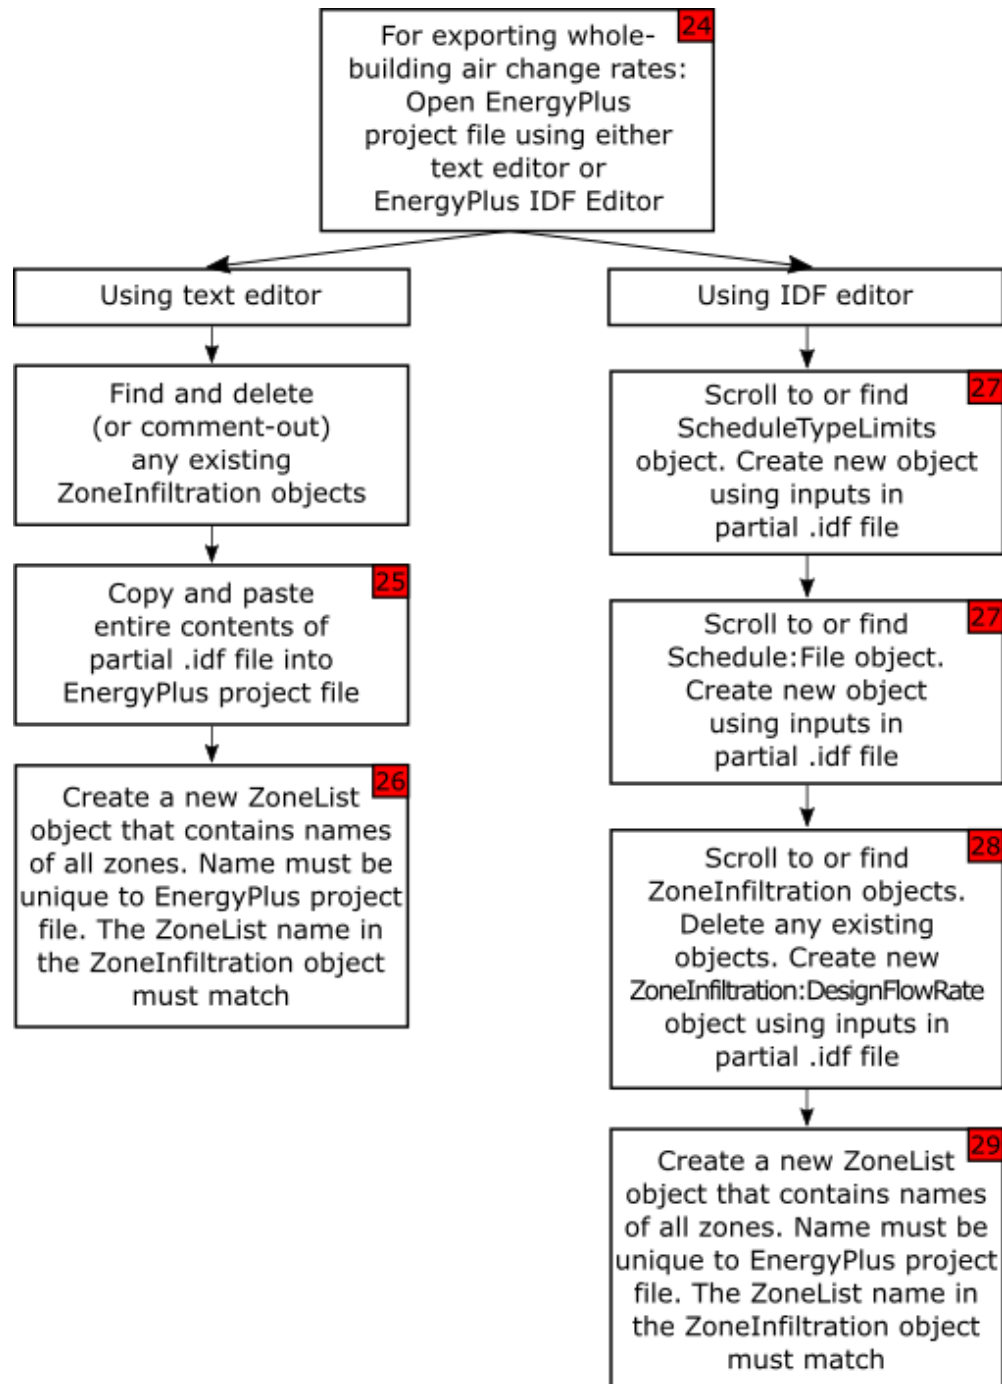 24
For exporting whole-
building air change rates:
Open EnergyPlus
project file using either
text editor or
EnergyPlus IDF Editor
Using text editor
Find and delete
(or comment-out)
any existing
ZoneInfiltration objects
25
Copy and paste
entire contents of
partial .idf file into
EnergyPlus project file
26
Create a new ZoneList
object that contains names
of all zones. Name must be
unique to EnergyPlus project
file. The ZoneList name in
the ZoneInfiltration object
must match
Using IDF editor
27
Scroll to or find
ScheduleTypeLimits
object. Create new object
using inputs in
partial .idf file
27
Scroll to or find
Schedule:File object.
Create new object
using inputs in
partial .idf file
28
Scroll to or find
ZoneInfiltration objects.
Delete any existing
objects. Create new
ZoneInfiltration:DesignFlowRate
object using inputs in
partial .idf file
29
Create a new ZoneList
object that contains names
of all zones. Name must be
unique to EnergyPlus project
file. The ZoneList name in
the ZoneInfiltration object
must match